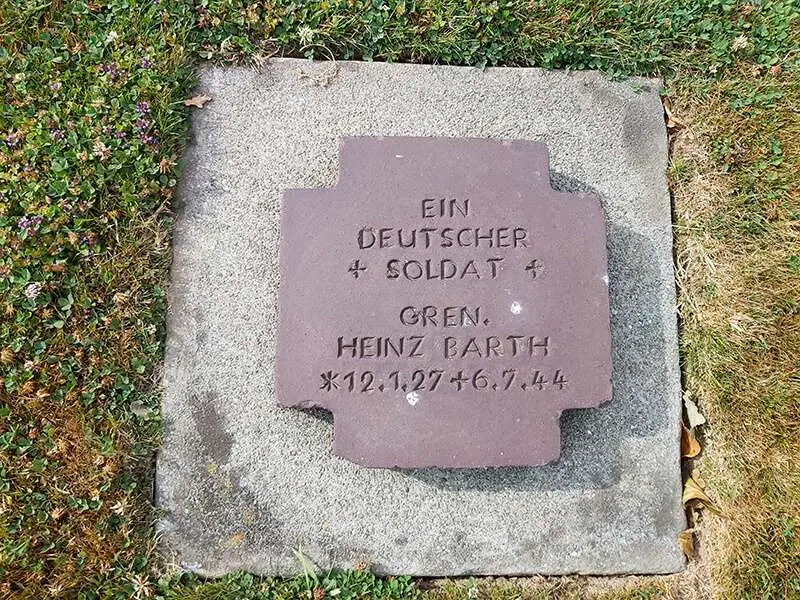 EIN
DEUTSCHER
+ SOLDAT +
GREN.
HEINZ BARTH
*12.1.27+6.7.44